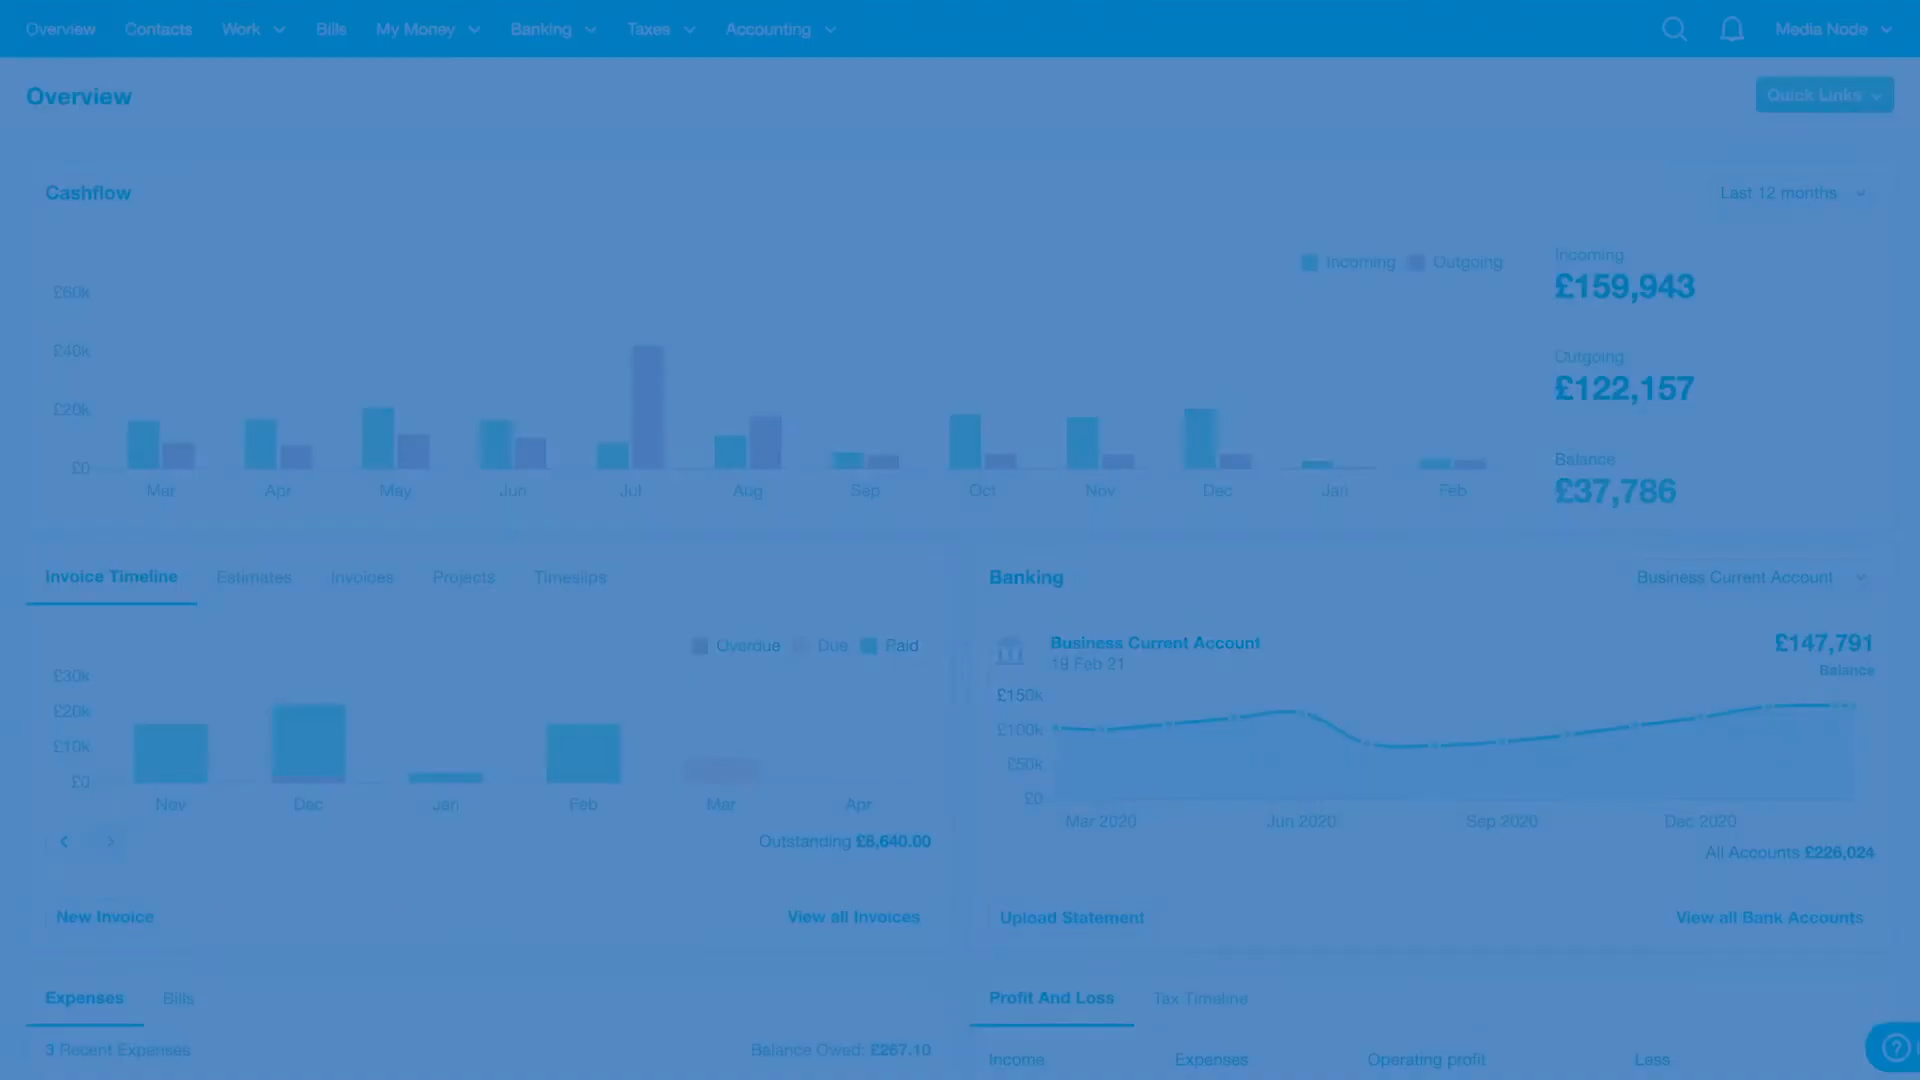 Overview Contacts Work Bills My Money Banking Taxes Accounting Media Node
Overview
Quick Links
Cashflow
Last 12 months
Incoming Outgoing
Incoming
£159,943
Outgoing
£122,157
Balance
£37,786
£60k
£40k
£20k
£0
Mar Apr May Jun Jul Aug Sep Oct Nov Dec Jan Feb
Invoice Timeline Estimates Invoices Projects Timeslips
Overdue Due Paid
£30k
£20k
£10k
£0
Nov Dec Jan Feb Mar Apr
Outstanding £8,640.00
New Invoice
View all Invoices
Banking
Business Current Account
Business Current Account
19 Feb 21
£147,791
Balance
£150k
£100k
£50k
£0
Mar 2020 Jun 2020 Sep 2020 Dec 2020
All Accounts £226,024
Upload Statement
View all Bank Accounts
Expenses Bills
3 Recent Expenses
Balance Owed: £267.10
Profit And Loss Tax Timeline
Income Expenses Operating profit Less